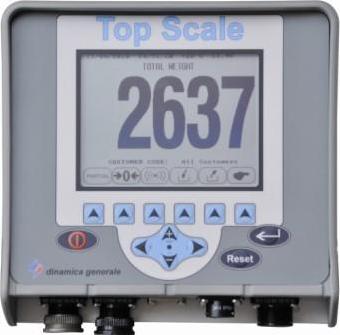 Top Scale
TOTAL WEIGHT
2637
CUSTOMER CODE: All Customers
PARTIAL →0←
Reset
dinamica generale